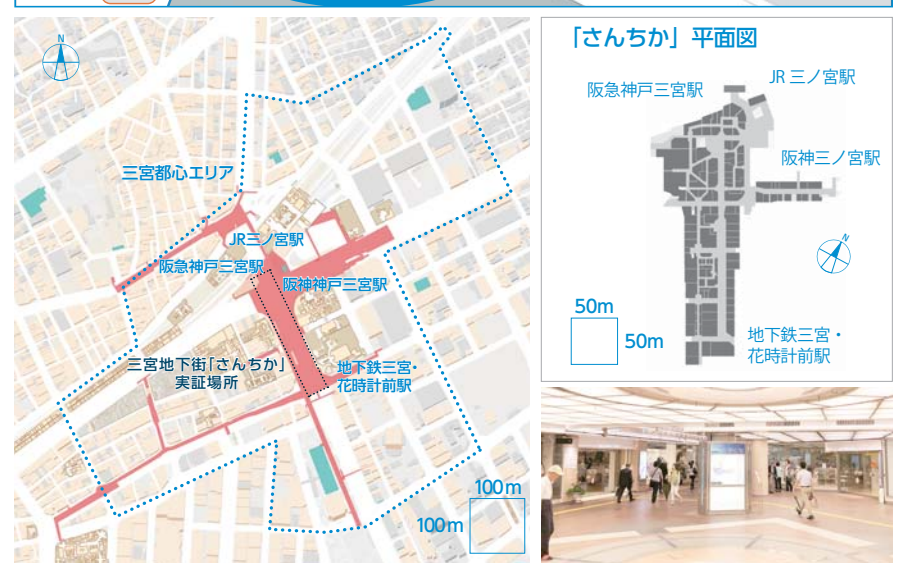 N
三宮都心エリア
JR三ノ宮駅
阪急神戸三宮駅
阪神神戸三宮駅
三宮地下街「さんちか」
実証場所
地下鉄三宮・
花時計前駅
100m
100m
「さんちか」平面図
阪急神戸三宮駅
JR 三ノ宮駅
阪神三ノ宮駅
N
50m
50m
地下鉄三宮・
花時計前駅